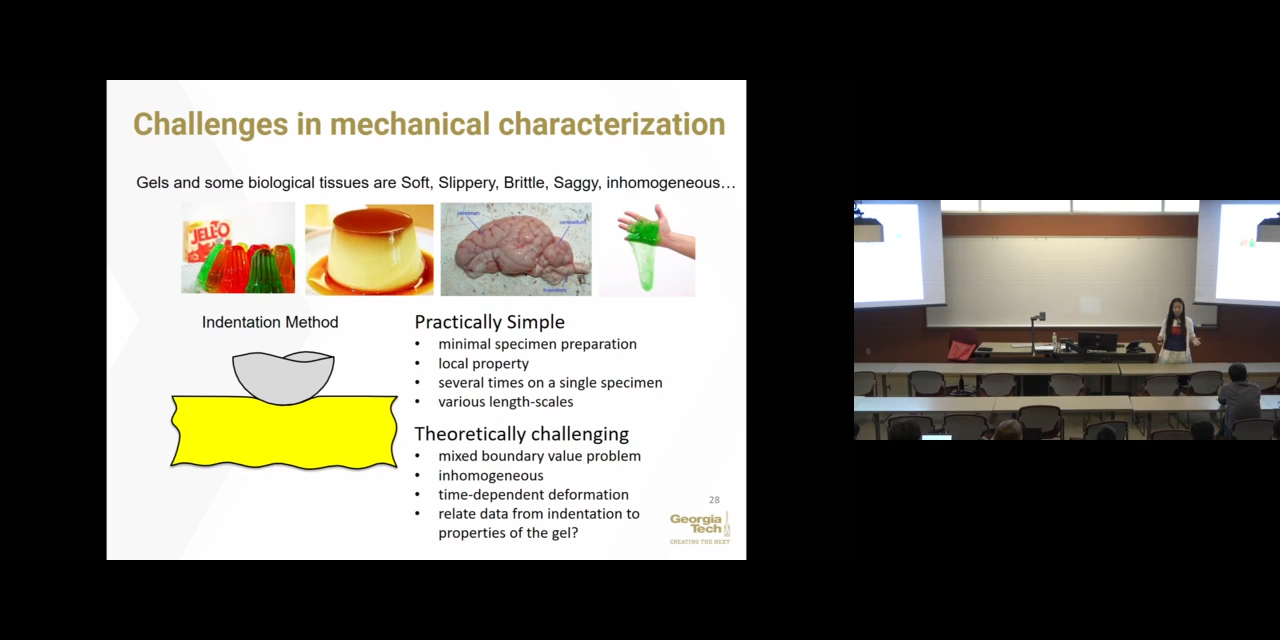 Challenges in mechanical characterization
Gels and some biological tissues are Soft, Slippery, Brittle, Saggy, inhomogeneous…
JELL-O
cerebrum
cerebellum
brainstem
Indentation Method
Practically Simple
• minimal specimen preparation
• local property
• several times on a single specimen
• various length-scales
Theoretically challenging
• mixed boundary value problem
• inhomogeneous
• time-dependent deformation
• relate data from indentation to
properties of the gel?
28
Georgia
Tech
CREATING THE NEXT